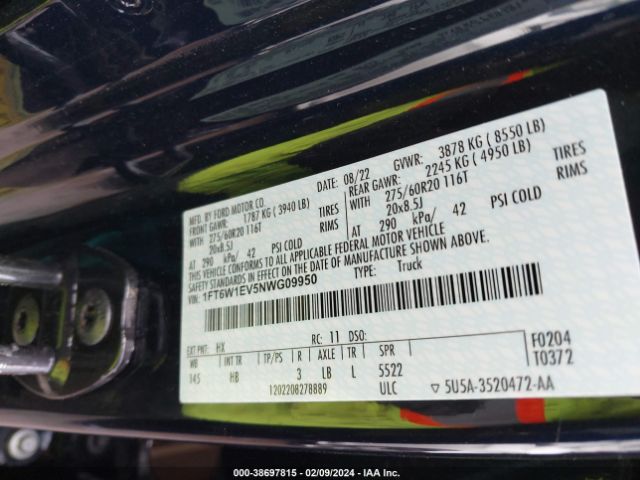 MFD. BY FORD MOTOR CO.
DATE: 08/22 GVWR: 3878 KG ( 8550 LB)
FRONT GAWR: 1787 KG ( 3940 LB) REAR GAWR: 2245 KG ( 4950 LB)
WITH 275/60R20 116T WITH 275/60R20 116T TIRES
20x8.5J 20x8.5J RIMS
AT 290 kPa/ 42 PSI COLD AT 290 kPa/ 42 PSI COLD
THIS VEHICLE CONFORMS TO ALL APPLICABLE FEDERAL MOTOR VEHICLE
SAFETY STANDARDS IN EFFECT ON THE DATE OF MANUFACTURE SHOWN ABOVE.
VIN: 1FT6W1EV5NWG09950 TYPE: Truck
EXT PNT: HX RC: 11 DSO: F0204
WB INT TR TP/PS R AXLE TR SPR T0372
145 HB 3 LB L 5522
1202208278889 ULC 5U5A-3520472-AA
000-38697815 - 02/09/2024 - IAA Inc.